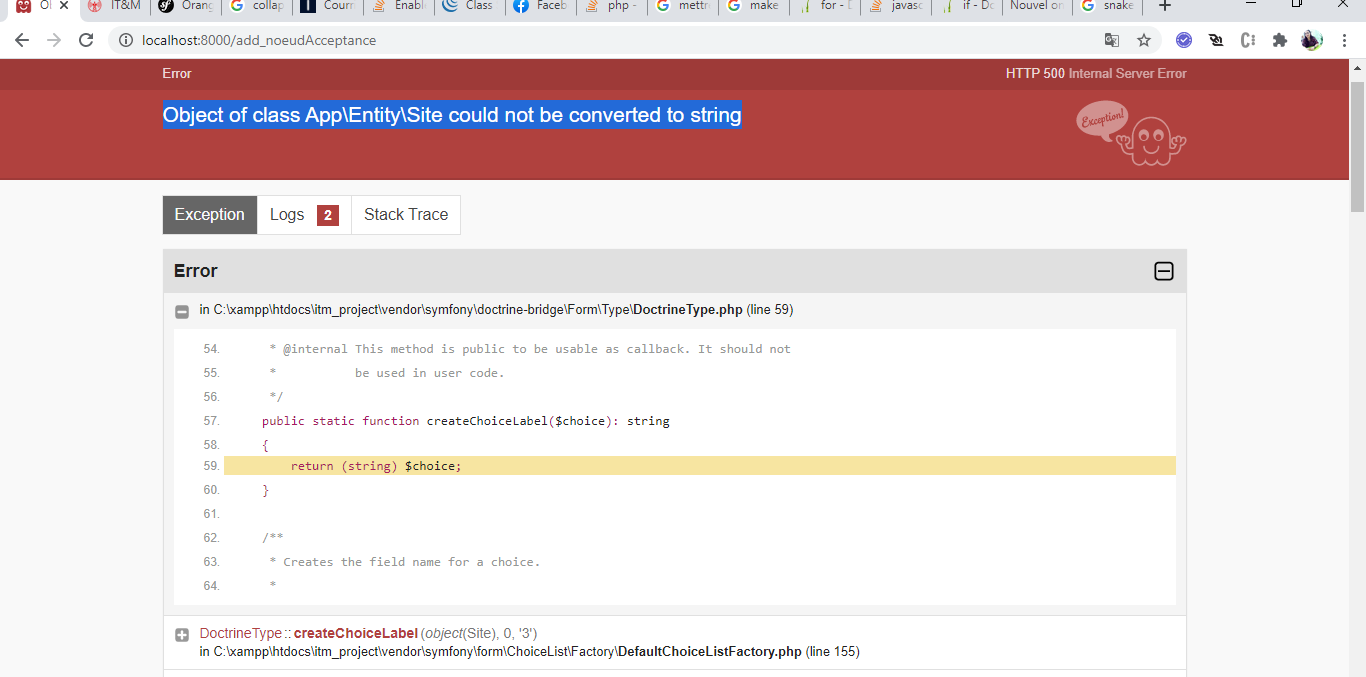 IT&M Orang collap Courr Enabl Class Faceb php - mettr make for - D javasc if - Do Nouvel on snake
localhost:8000/add_noeudAcceptance
Error HTTP 500 Internal Server Error
Object of class App\Entity\Site could not be converted to string
Exception!
Exception Logs 2 Stack Trace
Error
in C:\xampp\htdocs\itm_project\vendor\symfony\doctrine-bridge\Form\Type\DoctrineType.php (line 59)
54. * @internal This method is public to be usable as callback. It should not
55. * be used in user code.
56. */
57. public static function createChoiceLabel($choice): string
58. {
59. return (string) $choice;
60. }
61.
62. /**
63. * Creates the field name for a choice.
64. *
DoctrineType::createChoiceLabel(object(Site), 0, '3')
in C:\xampp\htdocs\itm_project\vendor\symfony\form\ChoiceList\Factory\DefaultChoiceListFactory.php (line 155)